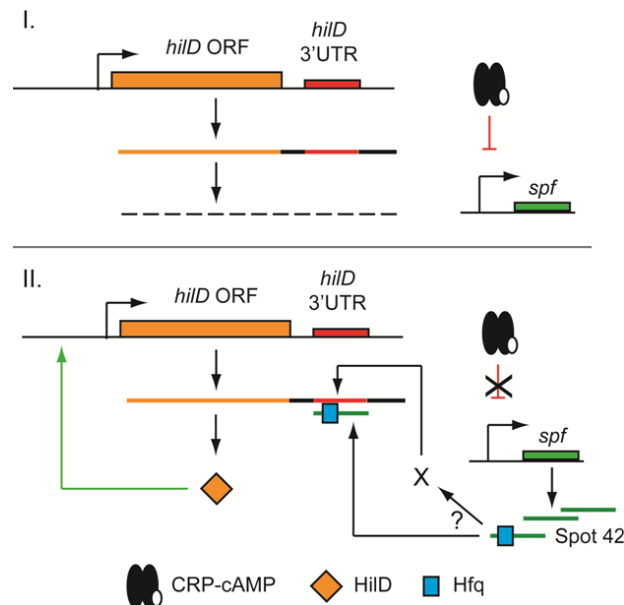 I.
hilD ORF
hilD
3'UTR
spf
II.
hilD ORF
hilD
3'UTR
spf
X
?
Spot 42
CRP-cAMP
HilD
Hfq